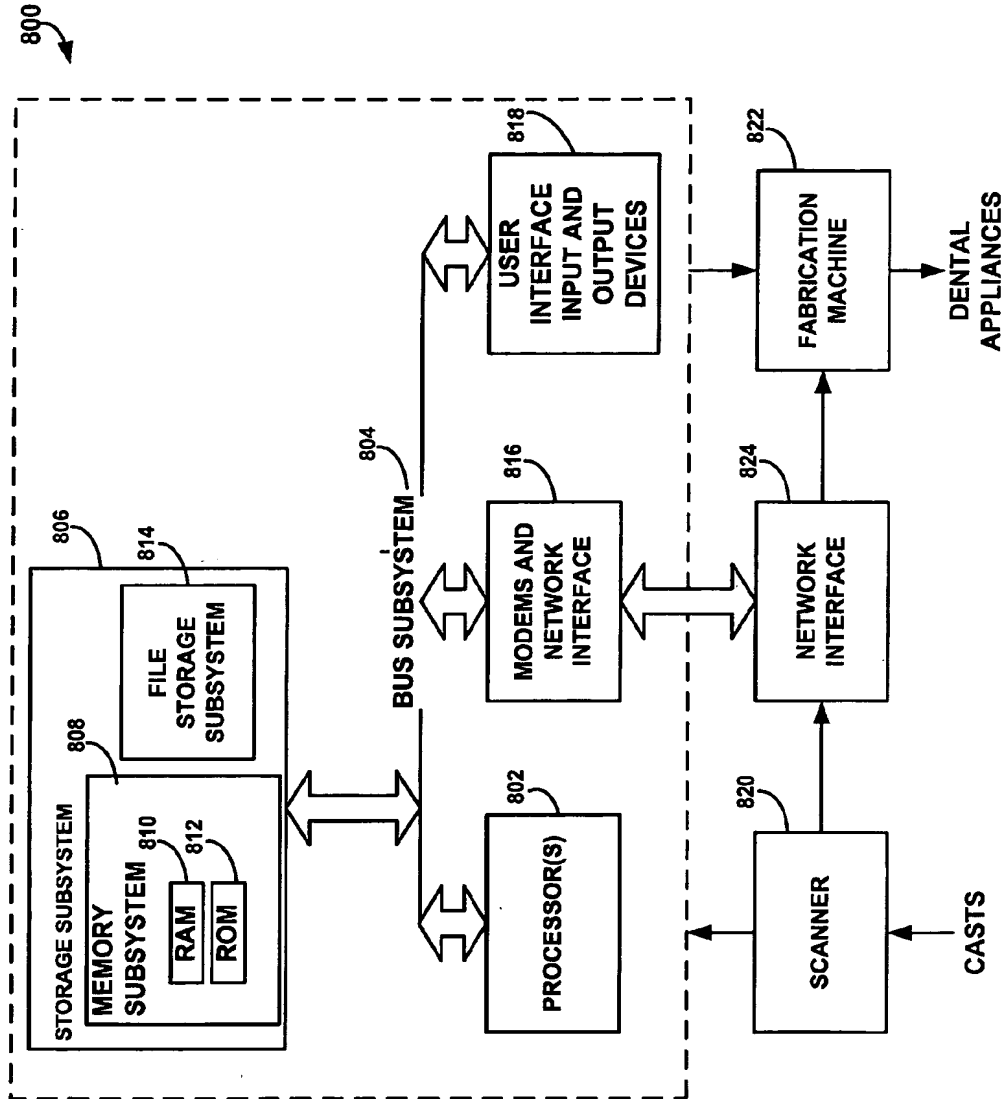 800
806
STORAGE SUBSYSTEM
808
MEMORY
SUBSYSTEM
810
RAM
812
ROM
814
FILE
STORAGE
SUBSYSTEM
804
BUS SUBSYSTEM
802
PROCESSOR(S)
816
MODEMS AND
NETWORK
INTERFACE
818
USER
INTERFACE
INPUT AND
OUTPUT
DEVICES
820
SCANNER
824
NETWORK
INTERFACE
822
FABRICATION
MACHINE
CASTS
DENTAL
APPLIANCES